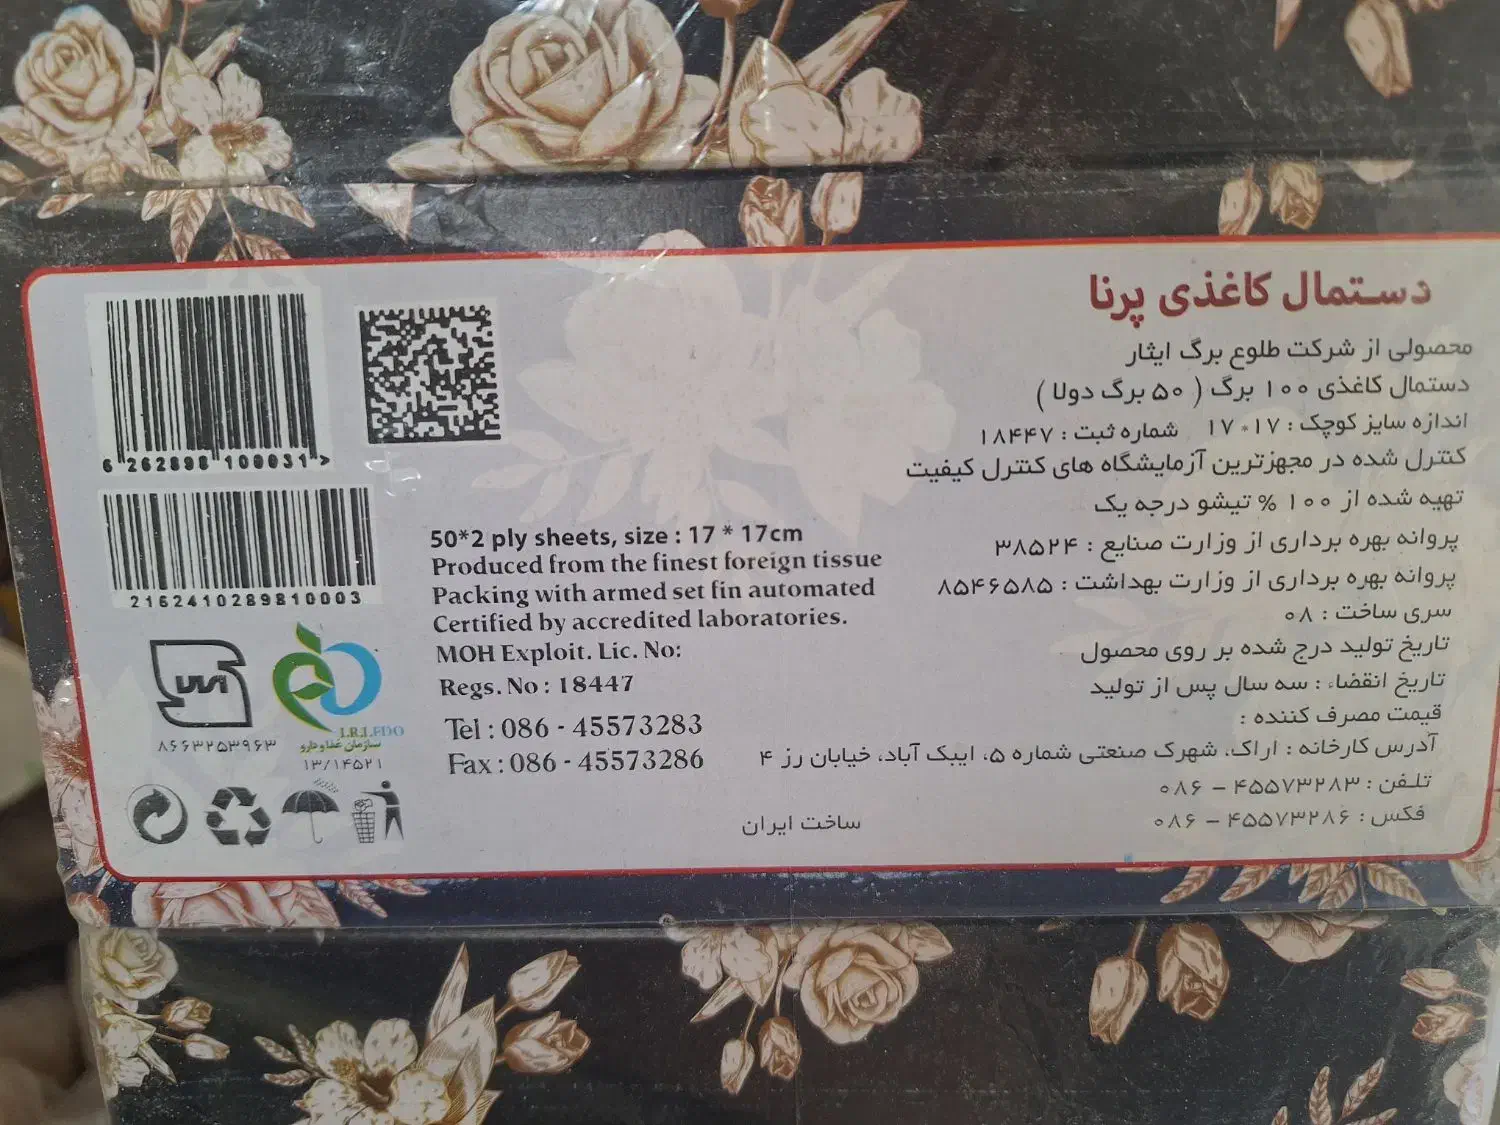 دستمال کاغذی پرنا
محصولی از شرکت طلوع برگ ایثار
دستمال کاغذی ۱۰۰ برگ ( ۵۰ برگ دولا )
اندازه سایز کوچک : ۱۷*۱۷ شماره ثبت : ۱۸۴۴۷
کنترل شده در مجهزترین آزمایشگاه های کنترل کیفیت
تهیه شده از ۱۰۰ % تیشو درجه یک
پروانه بهره برداری از وزارت صنایع : ۳۸۵۲۴
پروانه بهره برداری از وزارت بهداشت : ۸۵۴۶۵۸۵
سری ساخت : ۰۸
تاریخ تولید درج شده بر روی محصول
تاریخ انقضاء : سه سال پس از تولید
قیمت مصرف کننده :
آدرس کارخانه : اراک، شهرک صنعتی شماره ۵، ایبک آباد، خیابان رز ۴
تلفن : ۴۵۵۷۳۲۸۳ – ۰۸۶
فکس : ۴۵۵۷۳۲۸۶ – ۰۸۶
ساخت ایران
50*2 ply sheets, size : 17 * 17cm
Produced from the finest foreign tissue
Packing with armed set fin automated
Certified by accredited laboratories.
MOH Exploit. Lic. No:
Regs. No : 18447
Tel : 086 - 45573283
Fax : 086 - 45573286
6 262898 100031 >
2162410289810003
۸۶۶۳۲۵۳۹۶۳
I.R.I.FDO
سازمان غذا و دارو
۱۳/۱۴۵۲۱